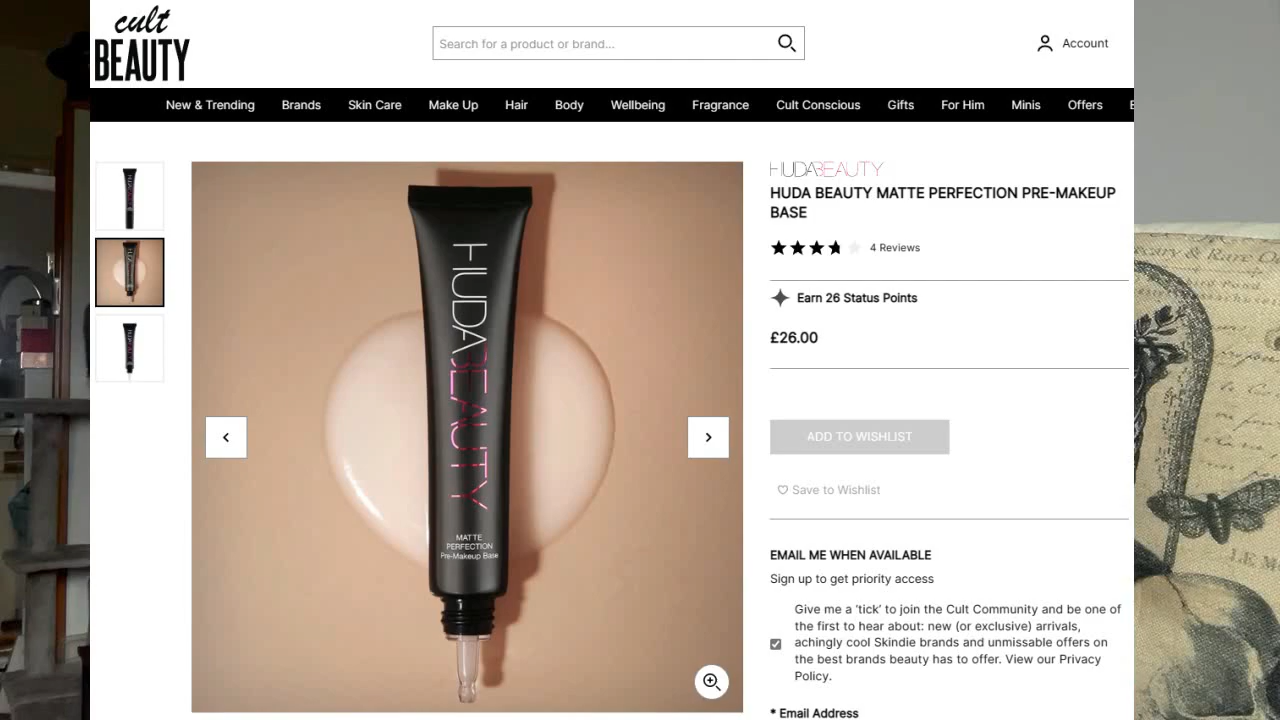 cult
BEAUTY
Search for a product or brand...
Account
New & Trending
Brands
Skin Care
Make Up
Hair
Body
Wellbeing
Fragrance
Cult Conscious
Gifts
For Him
Minis
Offers
HUDABEAUTY
MATTE
PERFECTION
Pre-Makeup Base
HUDABEAUTY
HUDA BEAUTY MATTE PERFECTION PRE-MAKEUP
BASE
4 Reviews
Earn 26 Status Points
£26.00
ADD TO WISHLIST
Save to Wishlist
EMAIL ME WHEN AVAILABLE
Sign up to get priority access
Give me a 'tick' to join the Cult Community and be one of
the first to hear about: new (or exclusive) arrivals,
achingly cool Skindie brands and unmissable offers on
the best brands beauty has to offer. View our Privacy
Policy.
* Email Address